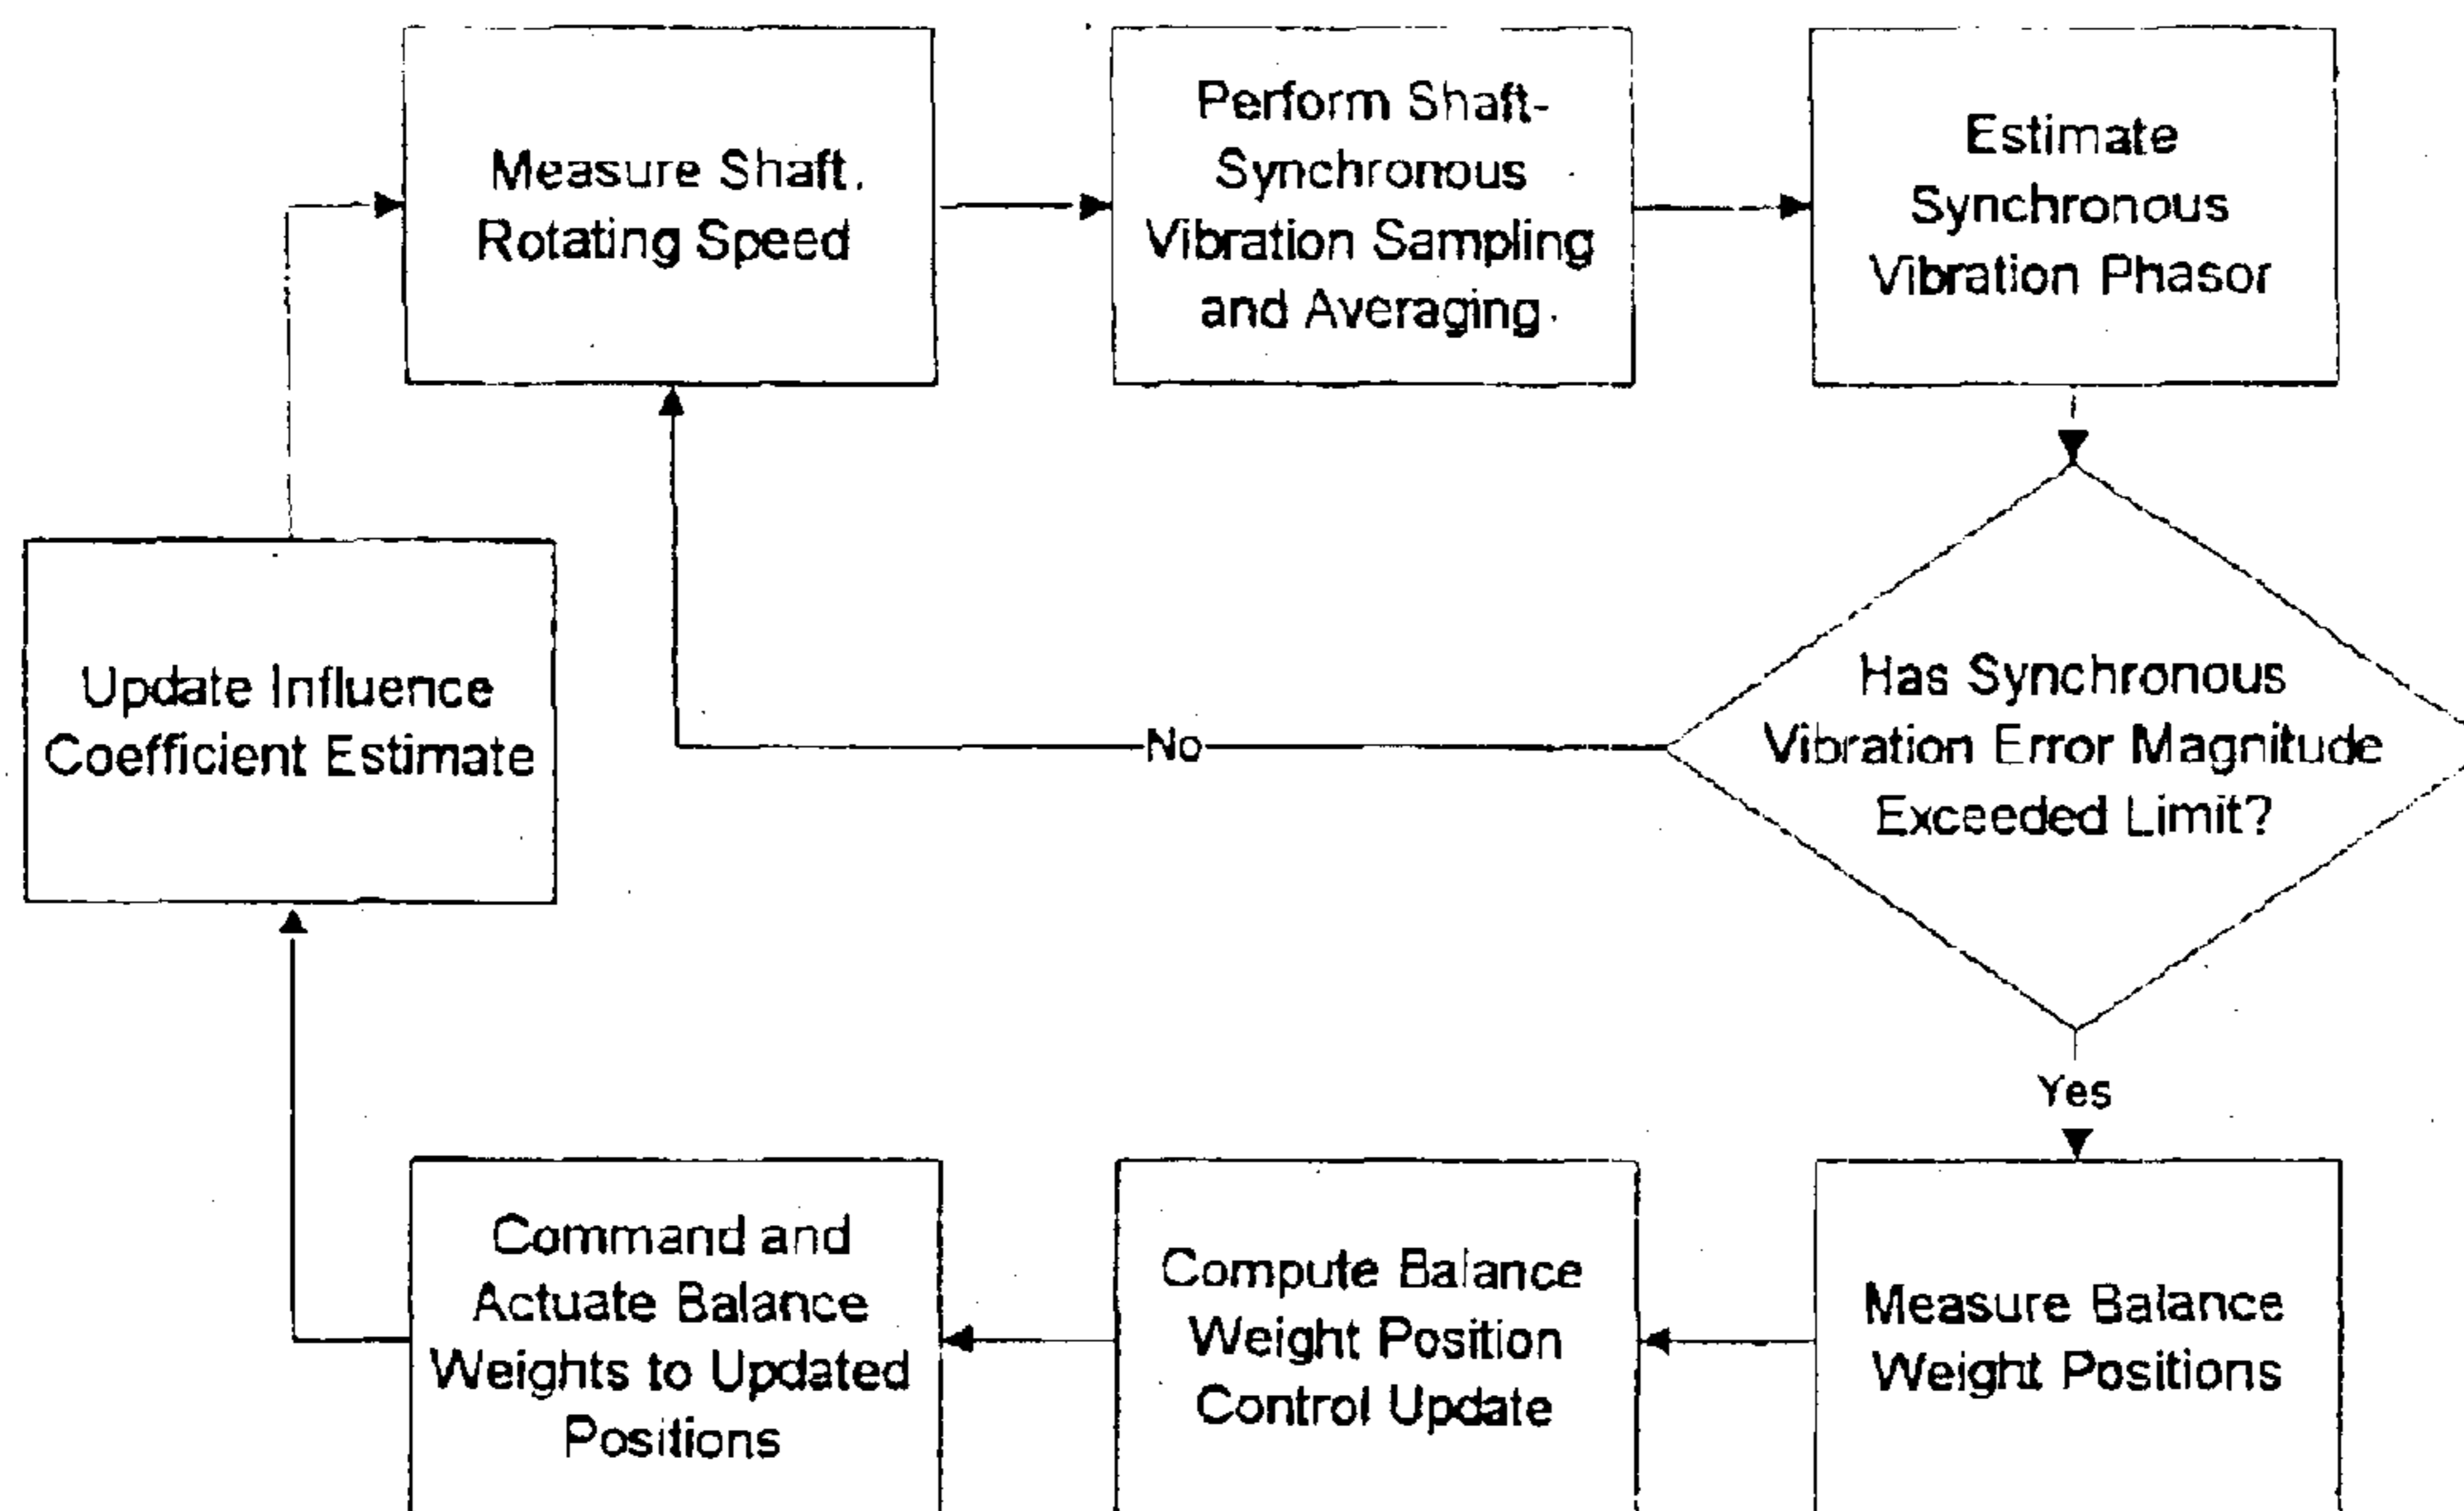 Measure Shaft
Rotating Speed
Perform Shaft-
Synchronous
Vibration Sampling
and Averaging
Estimate
Synchronous
Vibration Phasor
Has Synchronous
Vibration Error Magnitude
Exceeded Limit?
No
Yes
Update Influence
Coefficient Estimate
Command and
Actuate Balance
Weights to Updated
Positions
Compute Balance
Weight Position
Control Update
Measure Balance
Weight Positions